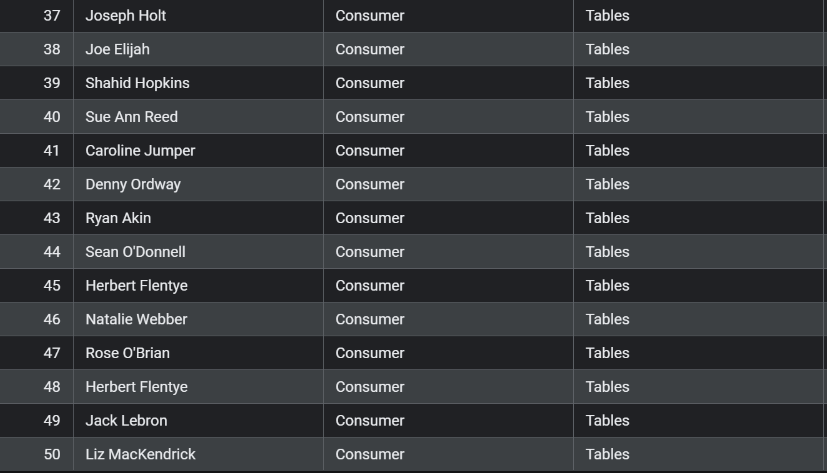 37 Joseph Holt Consumer Tables
38 Joe Elijah Consumer Tables
39 Shahid Hopkins Consumer Tables
40 Sue Ann Reed Consumer Tables
41 Caroline Jumper Consumer Tables
42 Denny Ordway Consumer Tables
43 Ryan Akin Consumer Tables
44 Sean O'Donnell Consumer Tables
45 Herbert Flentye Consumer Tables
46 Natalie Webber Consumer Tables
47 Rose O'Brian Consumer Tables
48 Herbert Flentye Consumer Tables
49 Jack Lebron Consumer Tables
50 Liz MacKendrick Consumer Tables